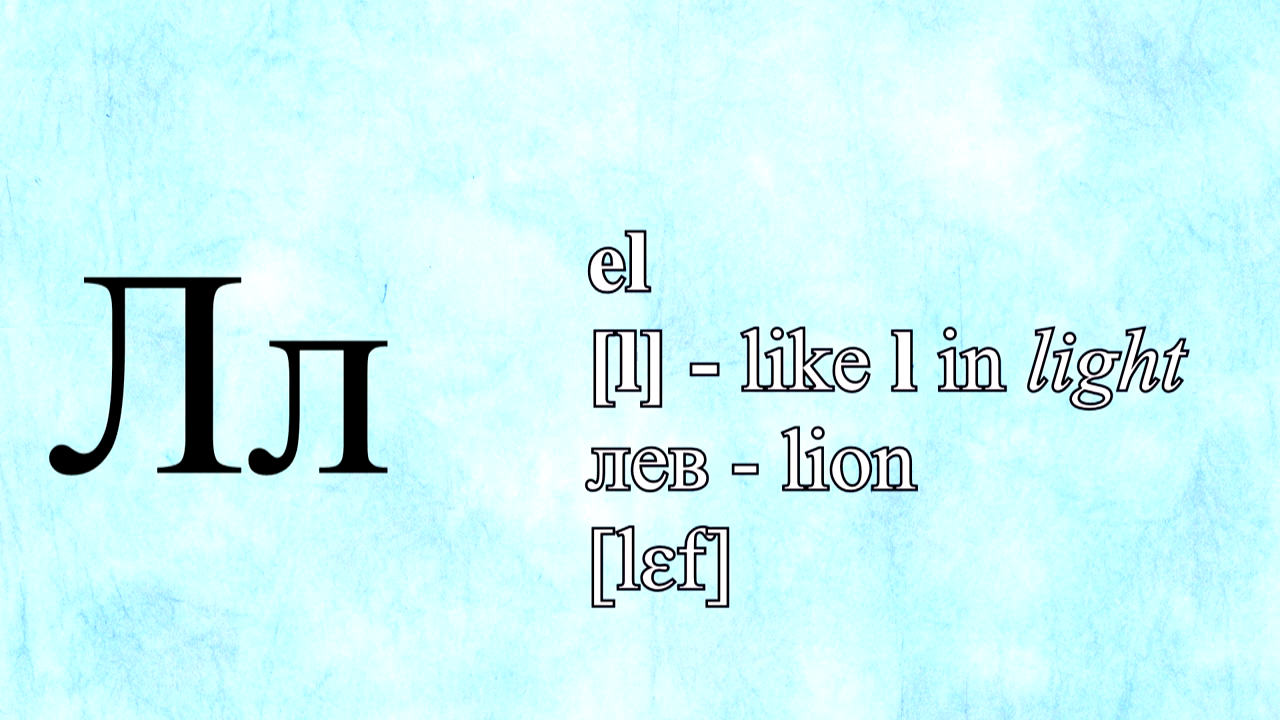 Лл
el
[l] - like l in light
лев - lion
[lɛf]